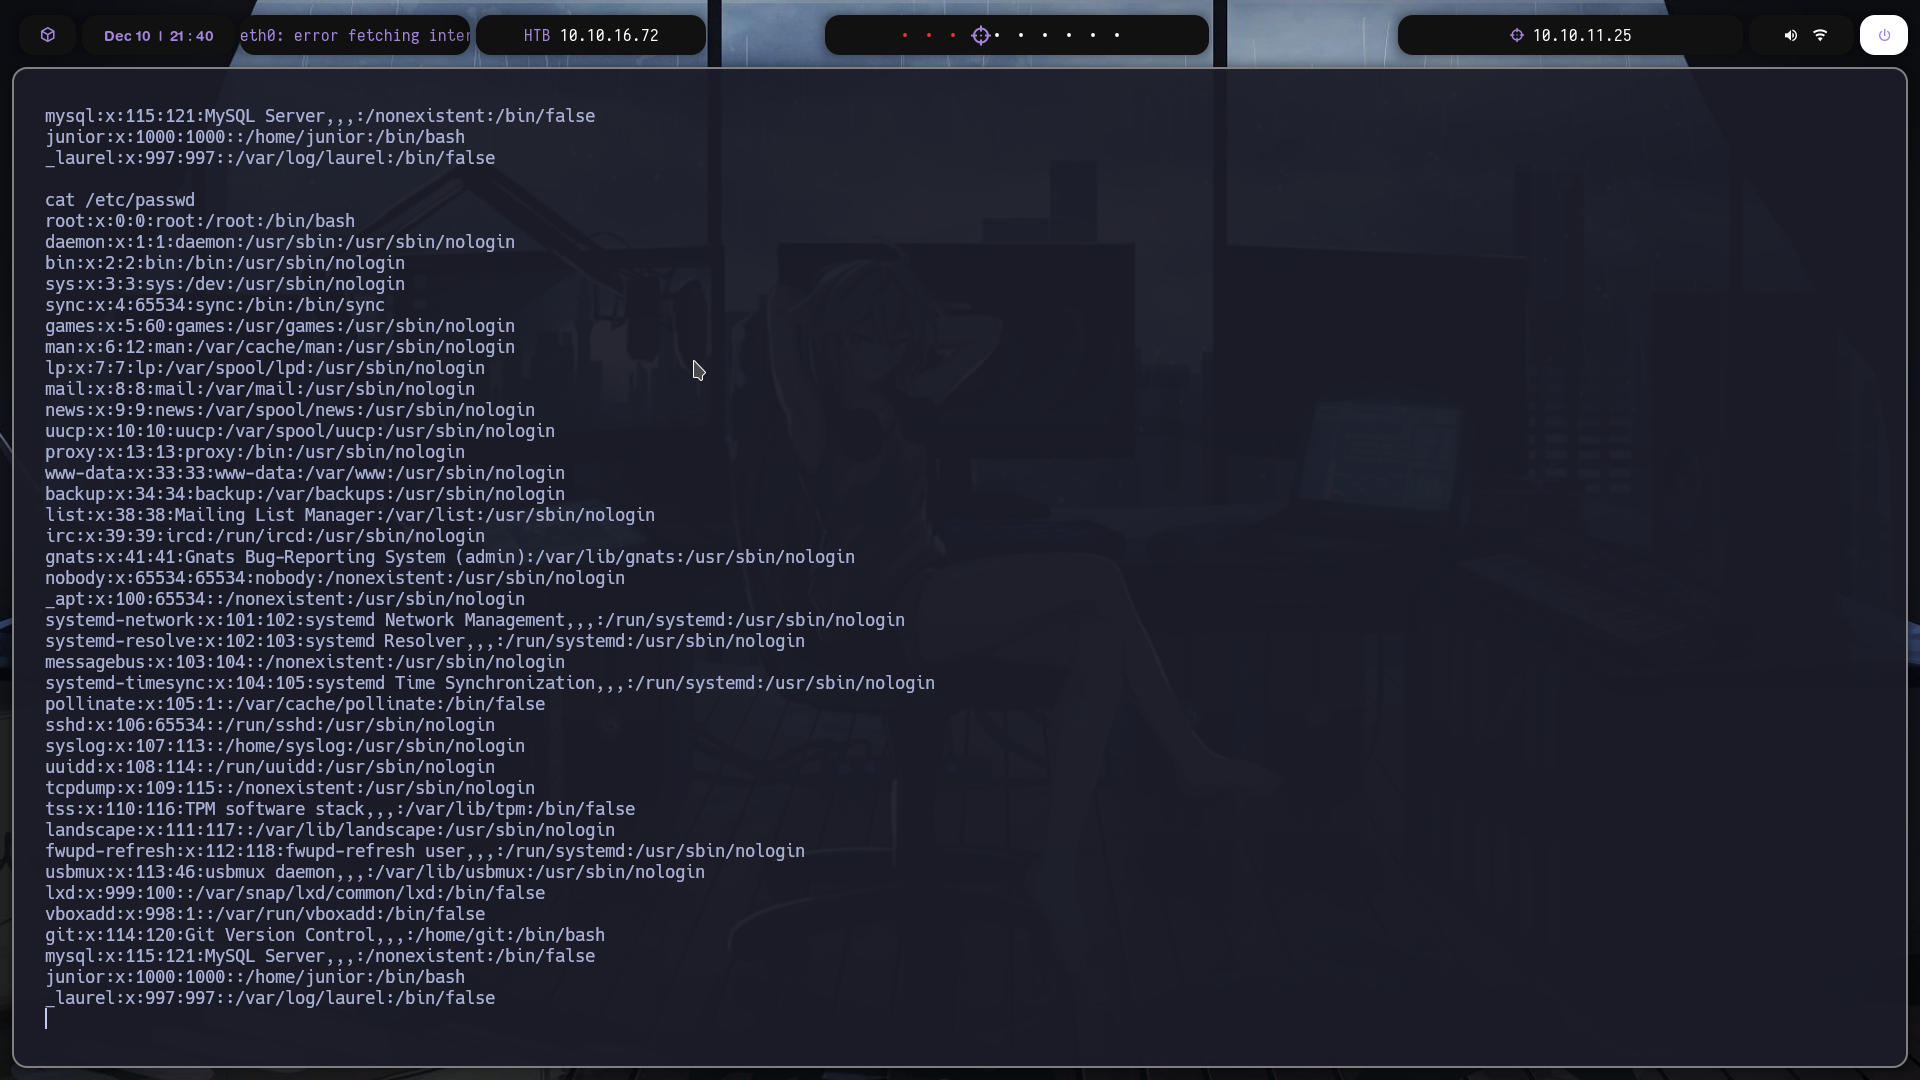 Dec 10 | 21 : 40
eth0: error fetching inter
HTB 10.10.16.72
10.10.11.25
mysql:x:115:121:MySQL Server,,,:/nonexistent:/bin/false
junior:x:1000:1000::/home/junior:/bin/bash
_laurel:x:997:997::/var/log/laurel:/bin/false
cat /etc/passwd
root:x:0:0:root:/root:/bin/bash
daemon:x:1:1:daemon:/usr/sbin:/usr/sbin/nologin
bin:x:2:2:bin:/bin:/usr/sbin/nologin
sys:x:3:3:sys:/dev:/usr/sbin/nologin
sync:x:4:65534:sync:/bin:/bin/sync
games:x:5:60:games:/usr/games:/usr/sbin/nologin
man:x:6:12:man:/var/cache/man:/usr/sbin/nologin
lp:x:7:7:lp:/var/spool/lpd:/usr/sbin/nologin
mail:x:8:8:mail:/var/mail:/usr/sbin/nologin
news:x:9:9:news:/var/spool/news:/usr/sbin/nologin
uucp:x:10:10:uucp:/var/spool/uucp:/usr/sbin/nologin
proxy:x:13:13:proxy:/bin:/usr/sbin/nologin
www-data:x:33:33:www-data:/var/www:/usr/sbin/nologin
backup:x:34:34:backup:/var/backups:/usr/sbin/nologin
list:x:38:38:Mailing List Manager:/var/list:/usr/sbin/nologin
irc:x:39:39:ircd:/run/ircd:/usr/sbin/nologin
gnats:x:41:41:Gnats Bug-Reporting System (admin):/var/lib/gnats:/usr/sbin/nologin
nobody:x:65534:65534:nobody:/nonexistent:/usr/sbin/nologin
_apt:x:100:65534::/nonexistent:/usr/sbin/nologin
systemd-network:x:101:102:systemd Network Management,,,:/run/systemd:/usr/sbin/nologin
systemd-resolve:x:102:103:systemd Resolver,,,:/run/systemd:/usr/sbin/nologin
messagebus:x:103:104::/nonexistent:/usr/sbin/nologin
systemd-timesync:x:104:105:systemd Time Synchronization,,,:/run/systemd:/usr/sbin/nologin
pollinate:x:105:1::/var/cache/pollinate:/bin/false
sshd:x:106:65534::/run/sshd:/usr/sbin/nologin
syslog:x:107:113::/home/syslog:/usr/sbin/nologin
uuidd:x:108:114::/run/uuidd:/usr/sbin/nologin
tcpdump:x:109:115::/nonexistent:/usr/sbin/nologin
tss:x:110:116:TPM software stack,,,:/var/lib/tpm:/bin/false
landscape:x:111:117::/var/lib/landscape:/usr/sbin/nologin
fwupd-refresh:x:112:118:fwupd-refresh user,,,:/run/systemd:/usr/sbin/nologin
usbmux:x:113:46:usbmux daemon,,,:/var/lib/usbmux:/usr/sbin/nologin
lxd:x:999:100::/var/snap/lxd/common/lxd:/bin/false
vboxadd:x:998:1::/var/run/vboxadd:/bin/false
git:x:114:120:Git Version Control,,,:/home/git:/bin/bash
mysql:x:115:121:MySQL Server,,,:/nonexistent:/bin/false
junior:x:1000:1000::/home/junior:/bin/bash
_laurel:x:997:997::/var/log/laurel:/bin/false